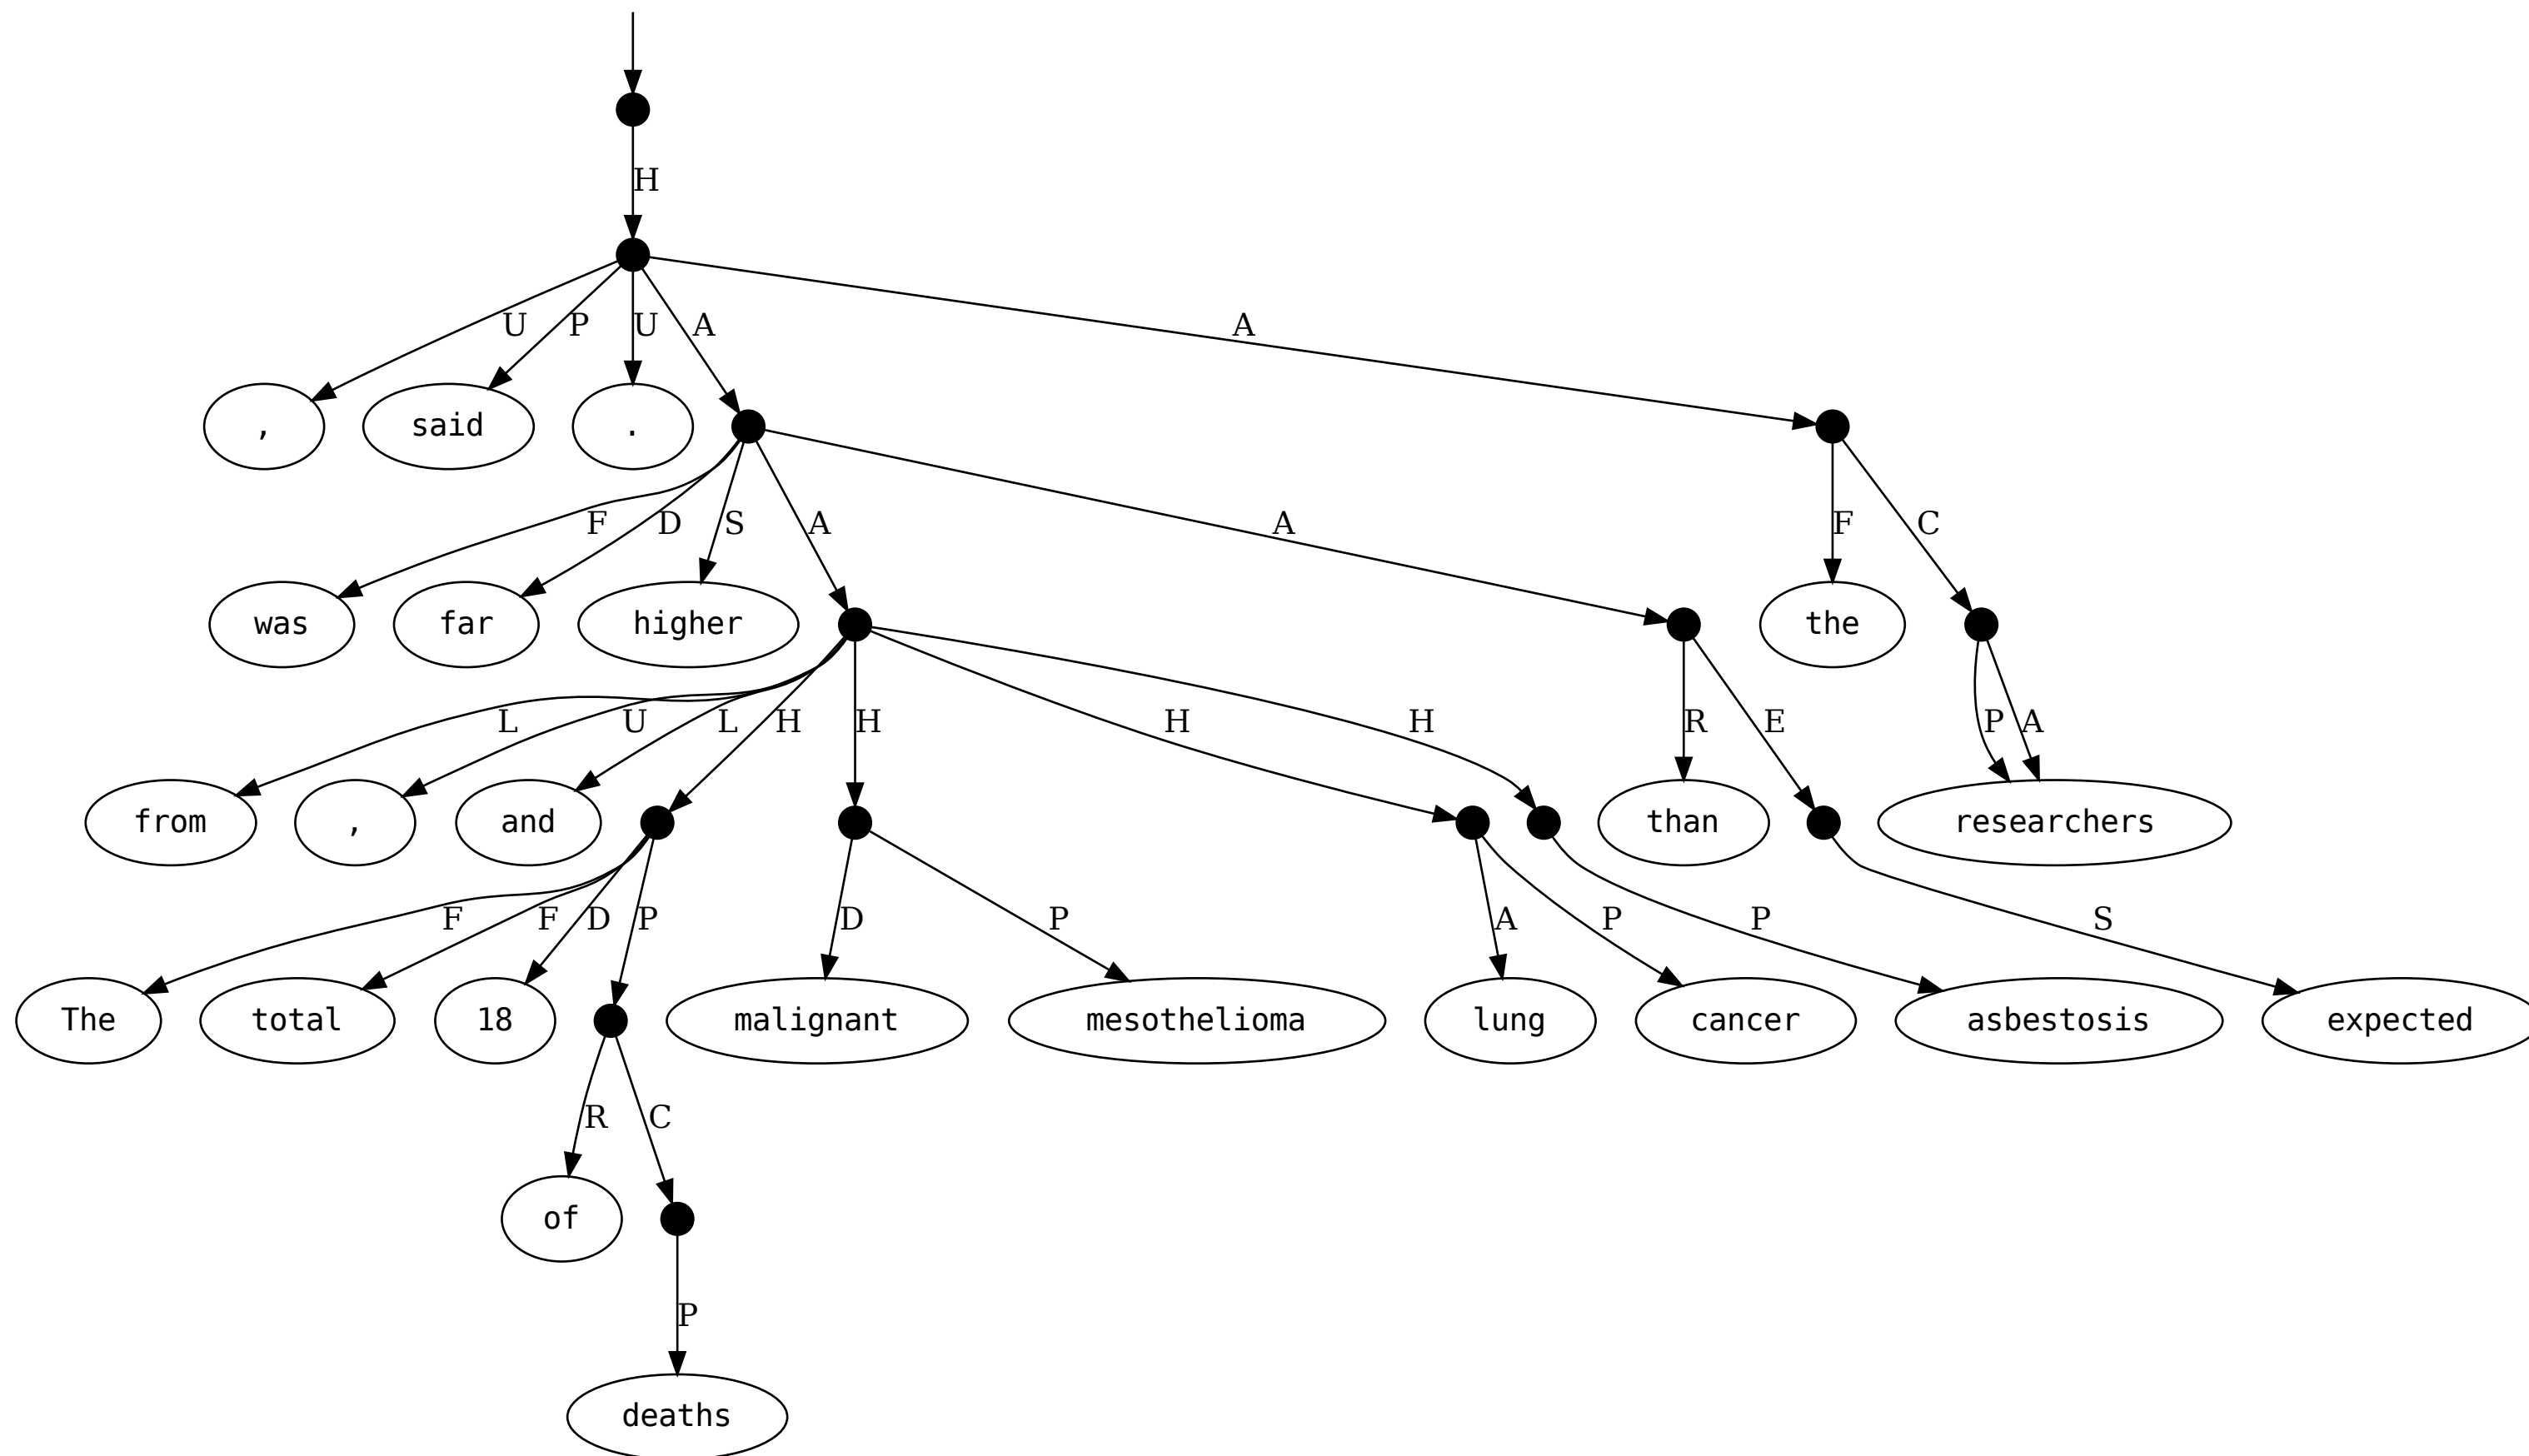 H
U P U A A
, said .
F D S A A F C
was far higher the
L U L H H H H R E P A
from , and than researchers
F F D P D P A P P S
The total 18 malignant mesothelioma lung cancer asbestosis expected
R C
of
P
deaths